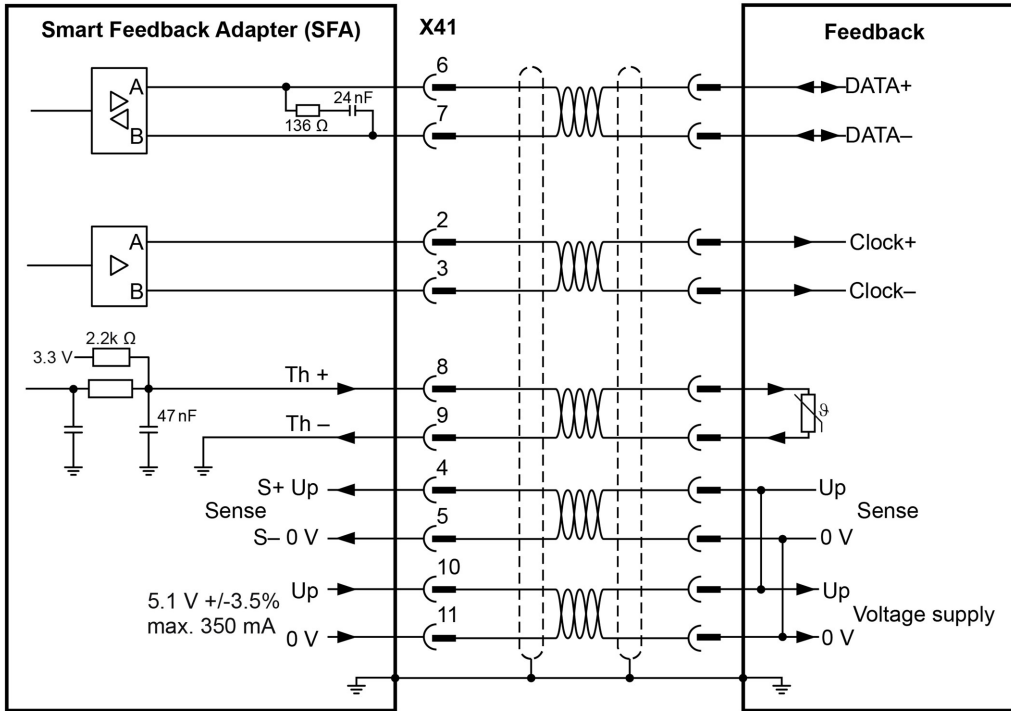 Smart Feedback Adapter (SFA)
X41
Feedback
A
B
136 Ω
24 nF
6
7
DATA+
DATA–
A
B
2
3
Clock+
Clock–
3.3 V
2.2k Ω
47 nF
Th +
Th –
8
9
ϑ
S+ Up
Sense
S– 0 V
4
5
Up
Sense
0 V
5.1 V +/-3.5%
max. 350 mA
Up
0 V
10
11
Up
Voltage supply
0 V